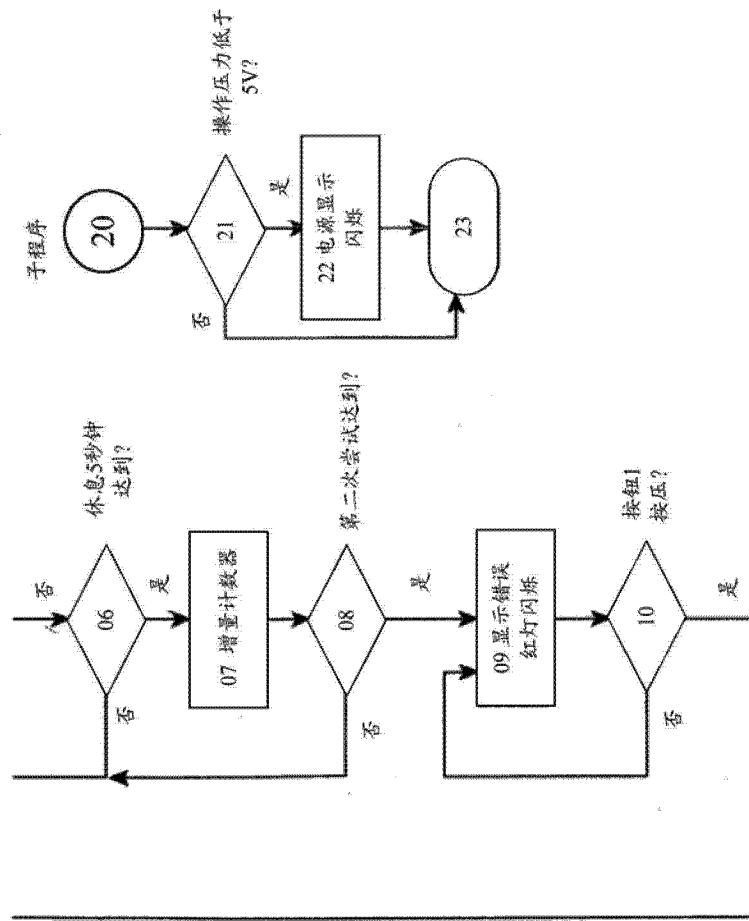 否
06
休息5秒钟
达到?
否
是
07 增量计数器
08
第二次尝试达到?
否
是
09 显示错误
红灯闪烁
10
按钮1
按压?
否
是
子程序
20
21
操作压力低于
5V?
否
是
22 电源显示
闪烁
23